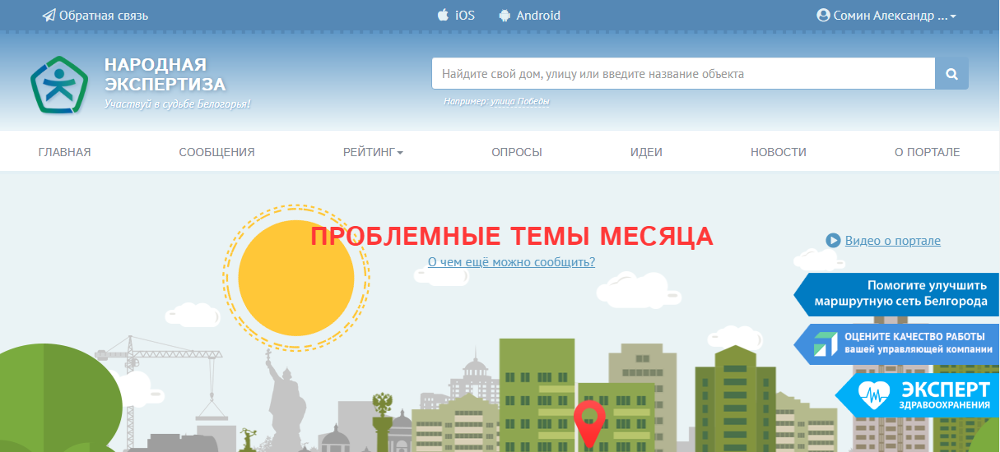 Обратная связь
iOS
Android
Сомин Александр ...
НАРОДНАЯ
ЭКСПЕРТИЗА
Участвуй в судьбе Белогорья!
Найдите свой дом, улицу или введите название объекта
Например: улица Победы
ГЛАВНАЯ
СООБЩЕНИЯ
РЕЙТИНГ
ОПРОСЫ
ИДЕИ
НОВОСТИ
О ПОРТАЛЕ
ПРОБЛЕМНЫЕ ТЕМЫ МЕСЯЦА
О чем ещё можно сообщить?
Видео о портале
Помогите улучшить
маршрутную сеть Белгорода
ОЦЕНИТЕ КАЧЕСТВО РАБОТЫ
вашей управляющей компании
ЭКСПЕРТ
ЗДРАВООХРАНЕНИЯ